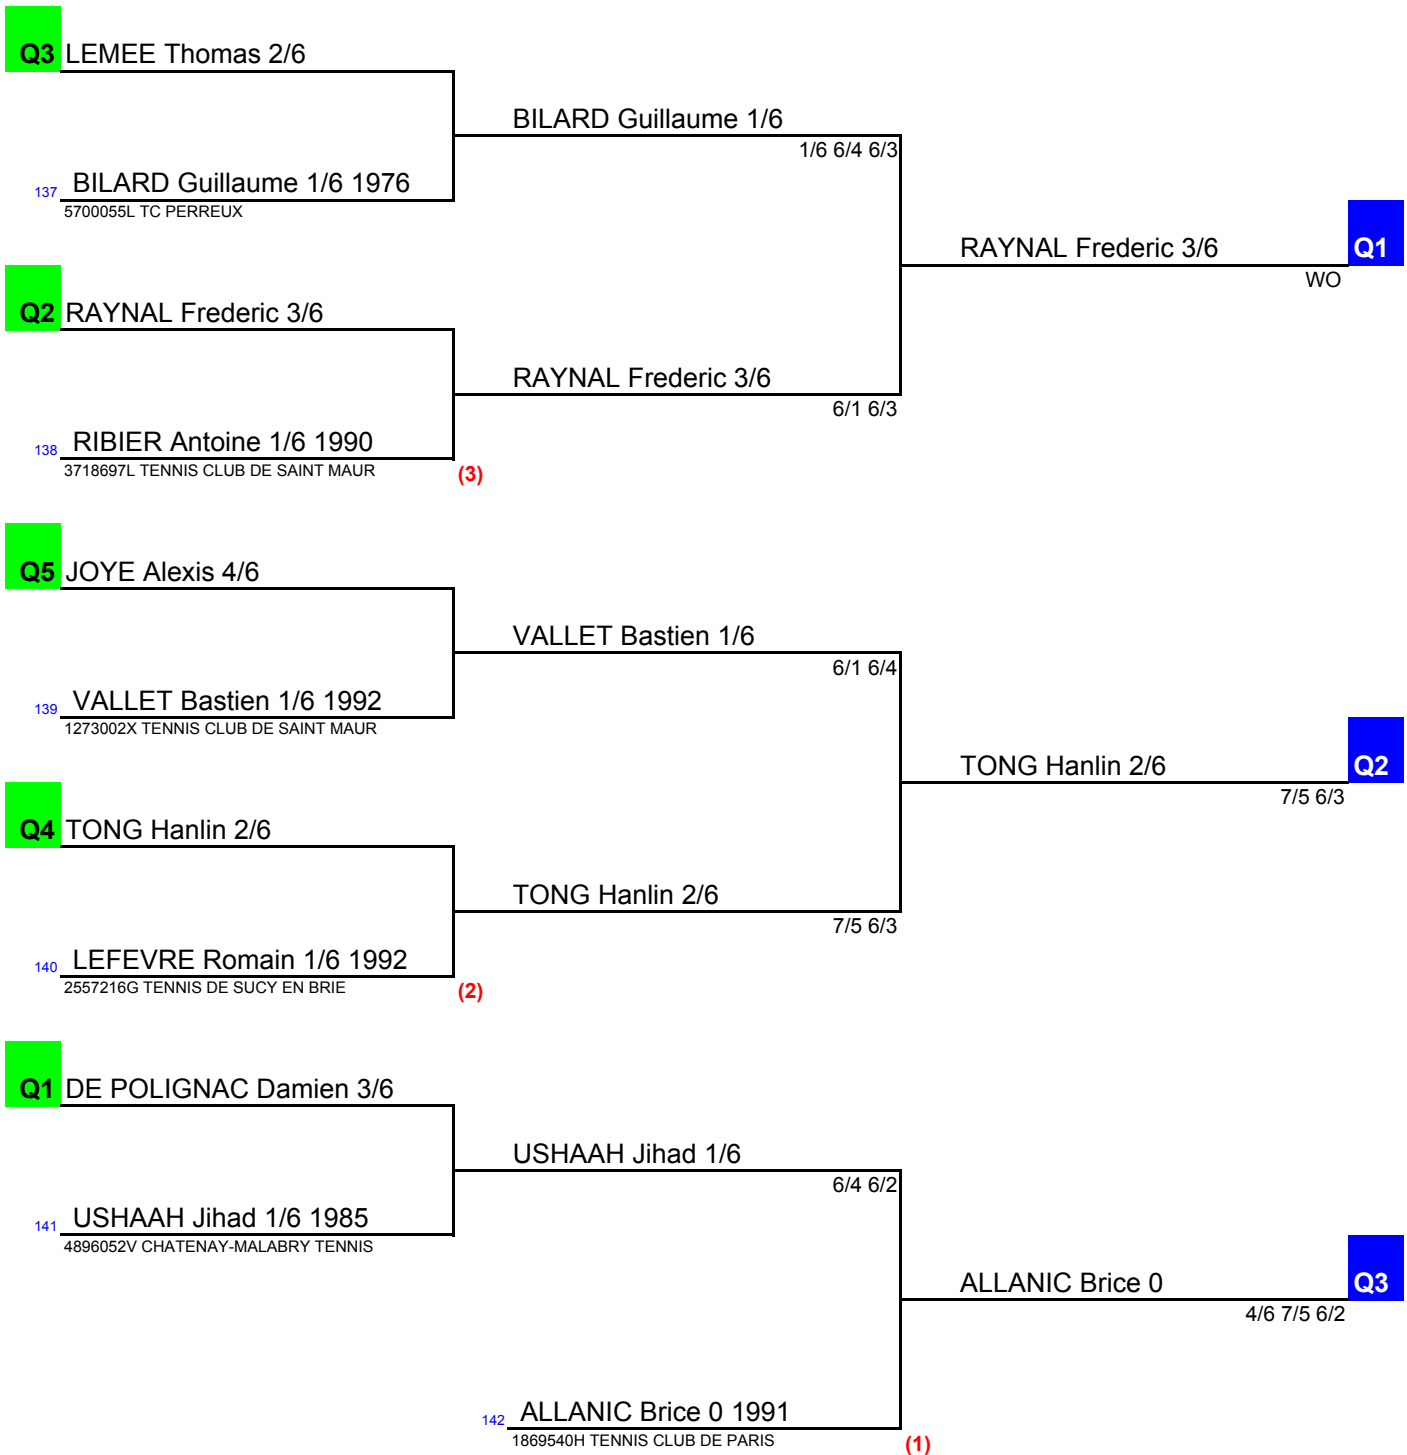 Q3 LEMEE Thomas 2/6
BILARD Guillaume 1/6
1/6 6/4 6/3
137 BILARD Guillaume 1/6 1976
5700055L TC PERREUX
RAYNAL Frederic 3/6 Q1
WO
Q2 RAYNAL Frederic 3/6
RAYNAL Frederic 3/6
6/1 6/3
138 RIBIER Antoine 1/6 1990
3718697L TENNIS CLUB DE SAINT MAUR (3)
Q5 JOYE Alexis 4/6
VALLET Bastien 1/6
6/1 6/4
139 VALLET Bastien 1/6 1992
1273002X TENNIS CLUB DE SAINT MAUR
TONG Hanlin 2/6 Q2
7/5 6/3
Q4 TONG Hanlin 2/6
TONG Hanlin 2/6
7/5 6/3
140 LEFEVRE Romain 1/6 1992
2557216G TENNIS DE SUCY EN BRIE (2)
Q1 DE POLIGNAC Damien 3/6
USHAAH Jihad 1/6
6/4 6/2
141 USHAAH Jihad 1/6 1985
4896052V CHATENAY-MALABRY TENNIS
ALLANIC Brice 0 Q3
4/6 7/5 6/2
142 ALLANIC Brice 0 1991
1869540H TENNIS CLUB DE PARIS (1)